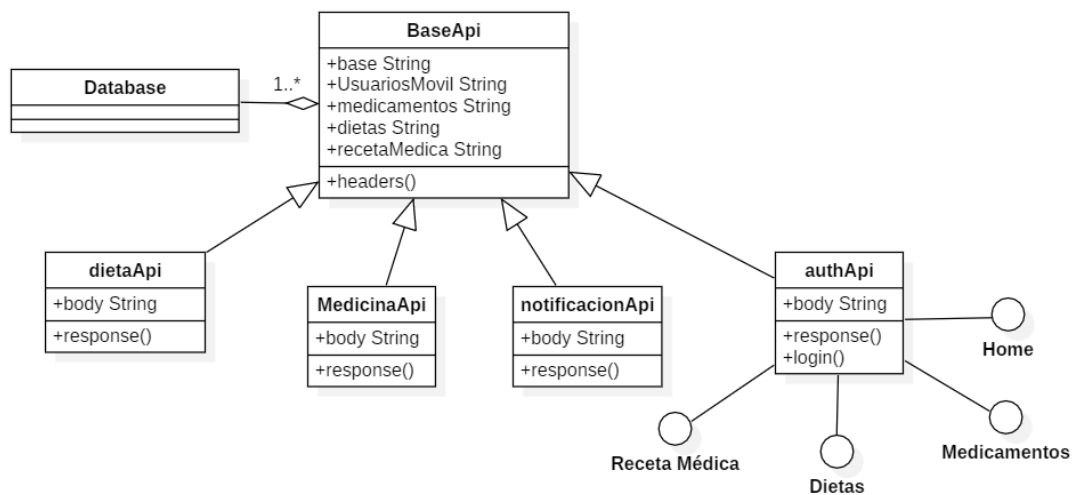 BaseApi
+base String
+UsuariosMovil String
+medicamentos String
+dietas String
+recetaMedica String
+headers()
Database
1..*
dietaApi
+body String
+response()
MedicinaApi
+body String
+response()
notificacionApi
+body String
+response()
authApi
+body String
+response()
+login()
Home
Medicamentos
Receta Médica
Dietas